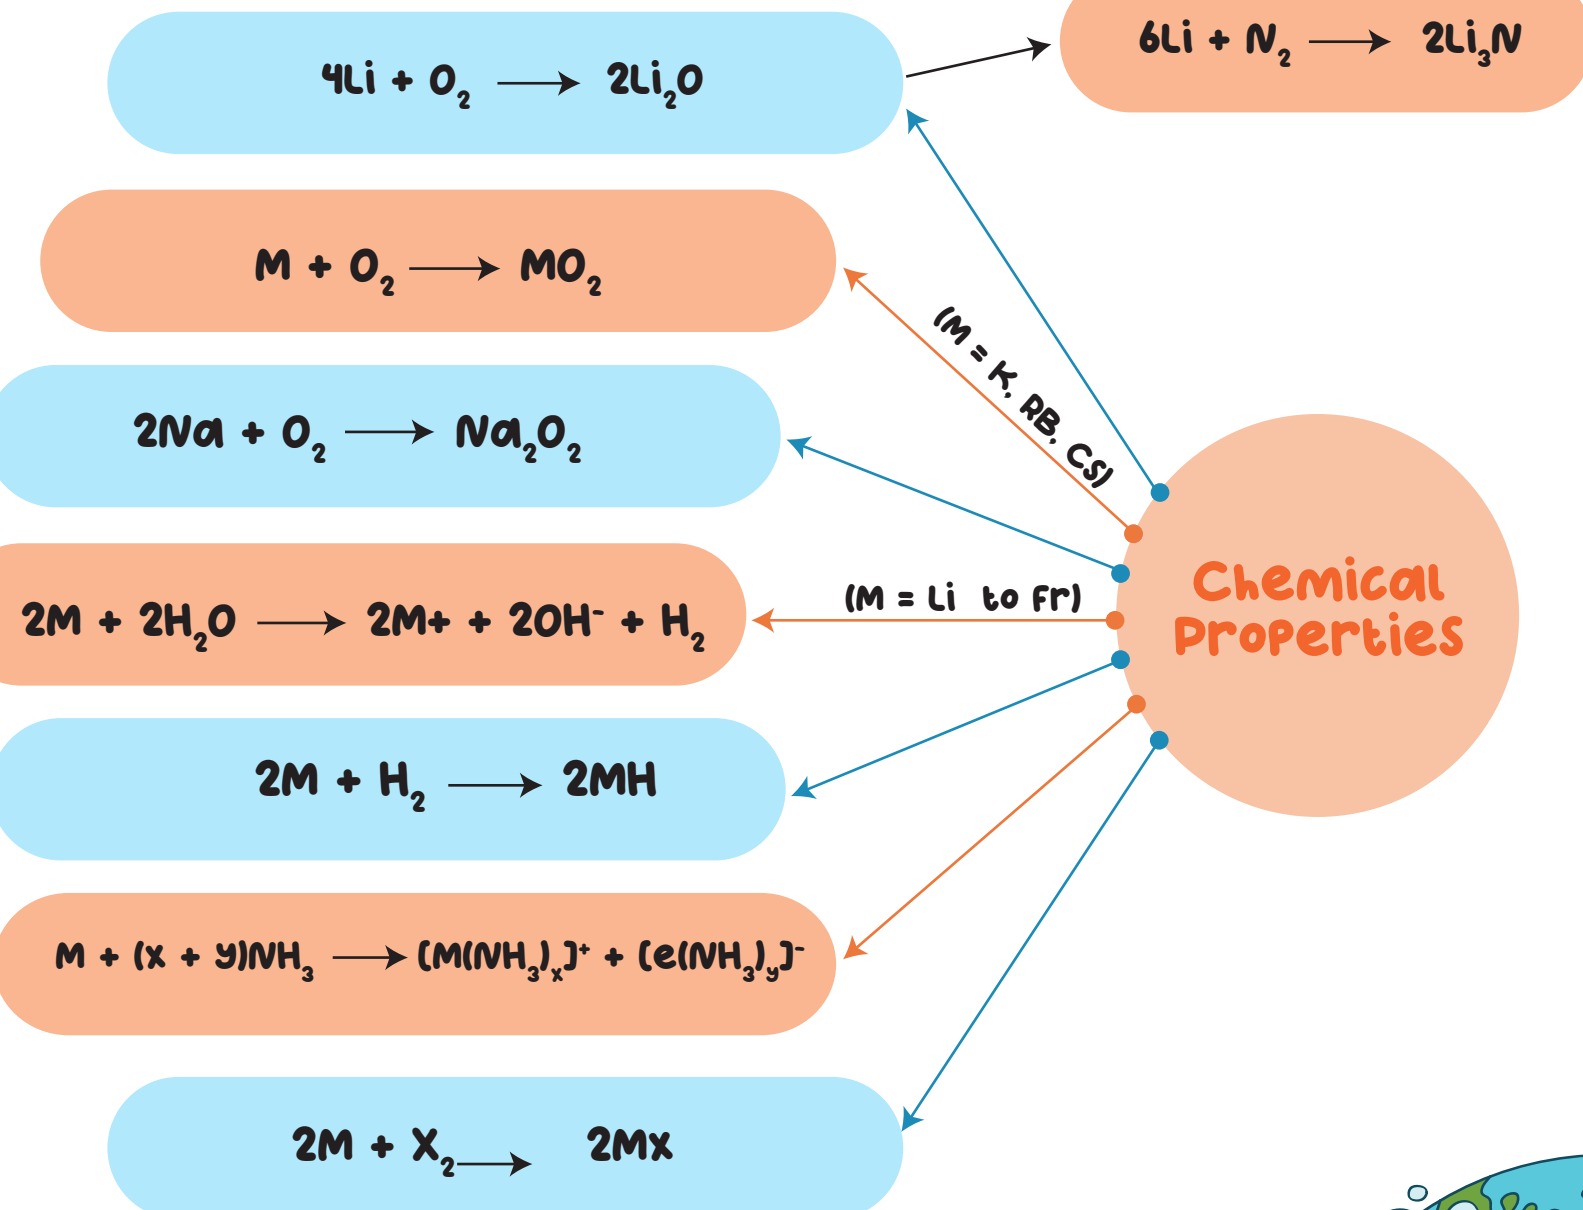 4Li + O₂ ⟶ 2Li₂O
6Li + N₂ ⟶ 2Li₃N
M + O₂ ⟶ MO₂
(M = K, RB, CS)
2Na + O₂ ⟶ Na₂O₂
2M + 2H₂O ⟶ 2M+ + 2OH⁻ + H₂
(M = Li to Fr)
Chemical
Properties
2M + H₂ ⟶ 2MH
M + (x + y)NH₃ ⟶ [M(NH₃)ₓ]⁺ + [e(NH₃)y]⁻
2M + X₂ ⟶ 2Mx